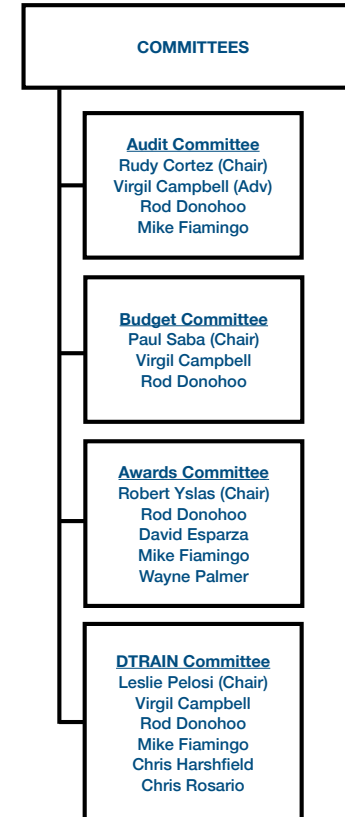 COMMITTEES
Audit Committee
Rudy Cortez (Chair)
Virgil Campbell (Adv)
Rod Donohoo
Mike Fiamingo
Budget Committee
Paul Saba (Chair)
Virgil Campbell
Rod Donohoo
Awards Committee
Robert Yslas (Chair)
Rod Donohoo
David Esparza
Mike Fiamingo
Wayne Palmer
DTRAIN Committee
Leslie Pelosi (Chair)
Virgil Campbell
Rod Donohoo
Mike Fiamingo
Chris Harshfield
Chris Rosario